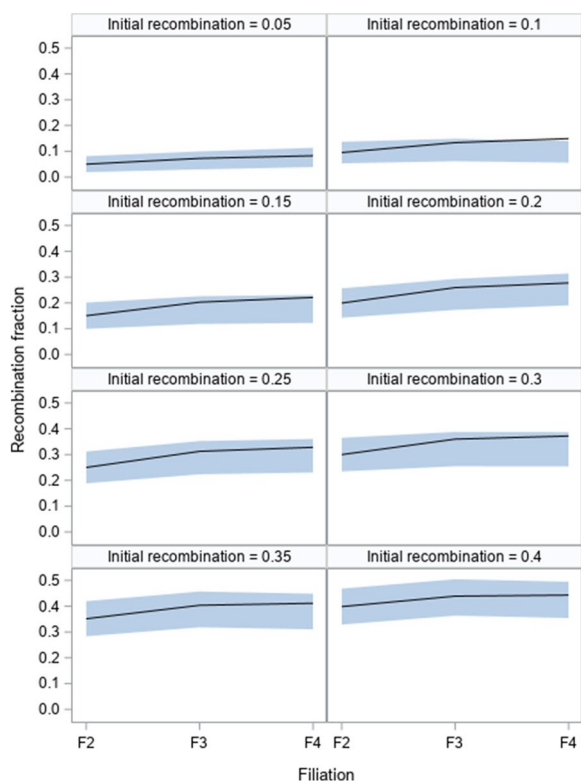 Initial recombination = 0.05
Initial recombination = 0.1
0.5
0.4
0.3
0.2
0.1
0.0
Initial recombination = 0.15
Initial recombination = 0.2
0.5
0.4
0.3
0.2
0.1
0.0
Initial recombination = 0.25
Initial recombination = 0.3
0.5
0.4
0.3
0.2
0.1
0.0
Initial recombination = 0.35
Initial recombination = 0.4
0.5
0.4
0.3
0.2
0.1
0.0
Recombination fraction
F2 F3 F4 F2 F3 F4
Filiation